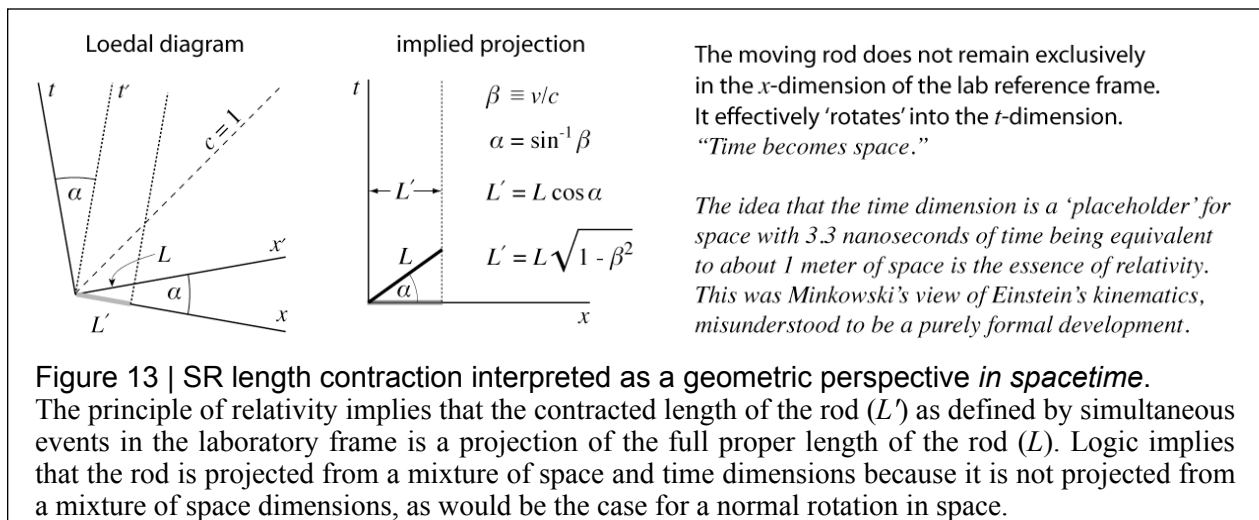 Loedal diagram
t
t′
c = 1
α
L
x′
α
L′
x
implied projection
t
L′
L
α
x
β ≡ v/c
α = sin⁻¹ β
L′ = L cos α
L′ = L√1 - β²
The moving rod does not remain exclusively
in the x-dimension of the lab reference frame.
It effectively ‘rotates’ into the t-dimension.
“Time becomes space.”
The idea that the time dimension is a ‘placeholder’ for
space with 3.3 nanoseconds of time being equivalent
to about 1 meter of space is the essence of relativity.
This was Minkowski’s view of Einstein’s kinematics,
misunderstood to be a purely formal development.
Figure 13 | SR length contraction interpreted as a geometric perspective in spacetime.
The principle of relativity implies that the contracted length of the rod (L′) as defined by simultaneous
events in the laboratory frame is a projection of the full proper length of the rod (L). Logic implies
that the rod is projected from a mixture of space and time dimensions because it is not projected from
a mixture of space dimensions, as would be the case for a normal rotation in space.